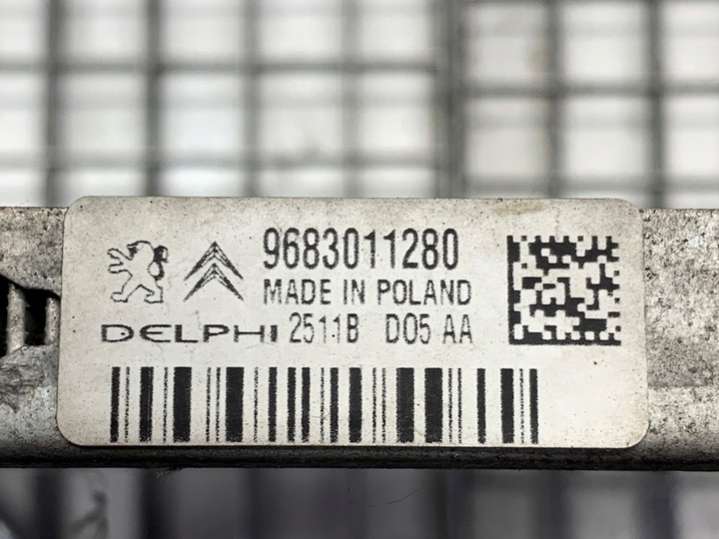 9683011280
MADE IN POLAND
DELPHI 2511B D05 AA